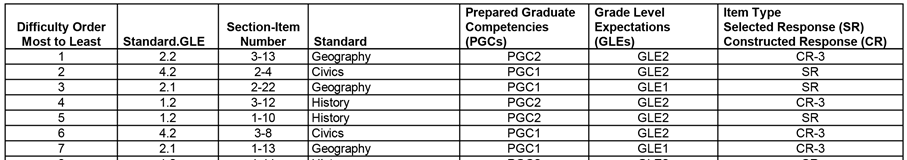 Difficulty Order Most to Least | Standard.GLE | Section-Item Number | Standard | Prepared Graduate Competencies (PGCs) | Grade Level Expectations (GLEs) | Item Type Selected Response (SR) Constructed Response (CR)
1 | 2.2 | 3-13 | Geography | PGC2 | GLE2 | CR-3
2 | 4.2 | 2-4 | Civics | PGC1 | GLE2 | SR
3 | 2.1 | 2-22 | Geography | PGC1 | GLE1 | SR
4 | 1.2 | 3-12 | History | PGC2 | GLE2 | CR-3
5 | 1.2 | 1-10 | History | PGC2 | GLE2 | SR
6 | 4.2 | 3-8 | Civics | PGC1 | GLE2 | CR-3
7 | 2.1 | 1-13 | Geography | PGC1 | GLE1 | CR-3